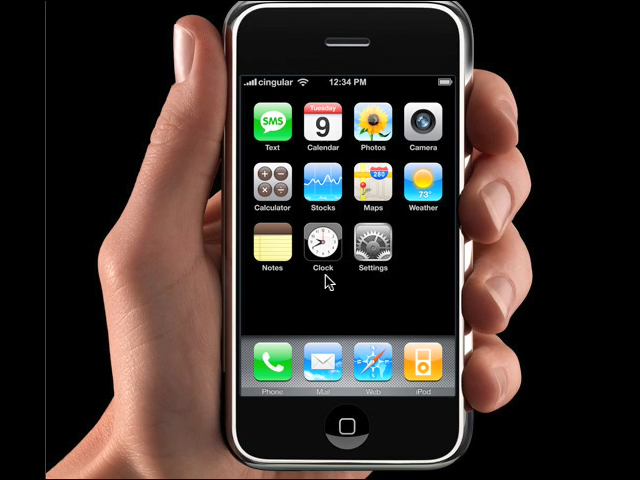 cingular 12:34 PM
SMS Tuesday 9 280
Text Calendar Photos Camera
73°
Calculator Stocks Maps Weather
Notes Clock Settings
Phone Mail Web iPod